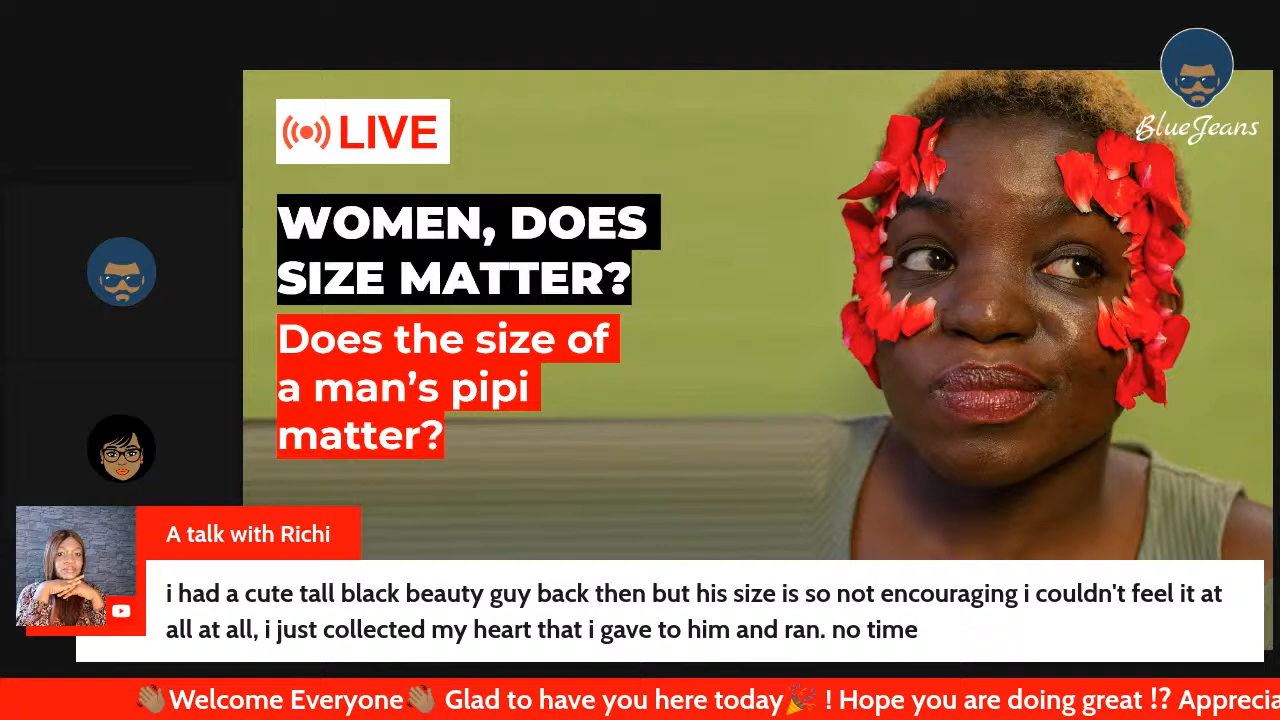 BlueJeans
LIVE
WOMEN, DOES
SIZE MATTER?
Does the size of
a man's pipi
matter?
A talk with Richi
i had a cute tall black beauty guy back then but his size is so not encouraging i couldn't feel it at
all at all, i just collected my heart that i gave to him and ran. no time
👋🏽Welcome Everyone👋🏽 Glad to have you here today🎉 ! Hope you are doing great !? Apprecia